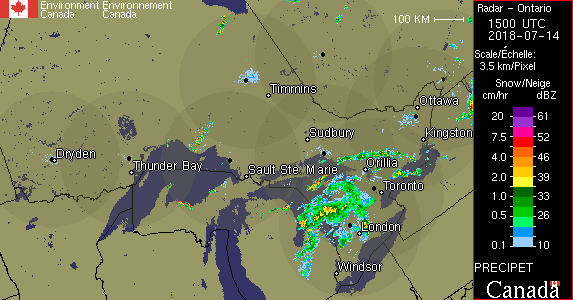 Environment Environnement
Canada Canada
100 KM
Timmins
Ottawa
Sudbury
Kingston
Dryden
Thunder Bay
Sault Ste. Marie
Orillia
Toronto
London
Windsor
Radar - Ontario
1500 UTC
2018-07-14
Scale/Échelle:
3.5 km/Pixel
Snow/Neige
cm/hr dBZ
20 61
7.5 52
4.0 46
2.0 39
1.0 33
0.5 26
0.1 10
PRECIPET
Canada